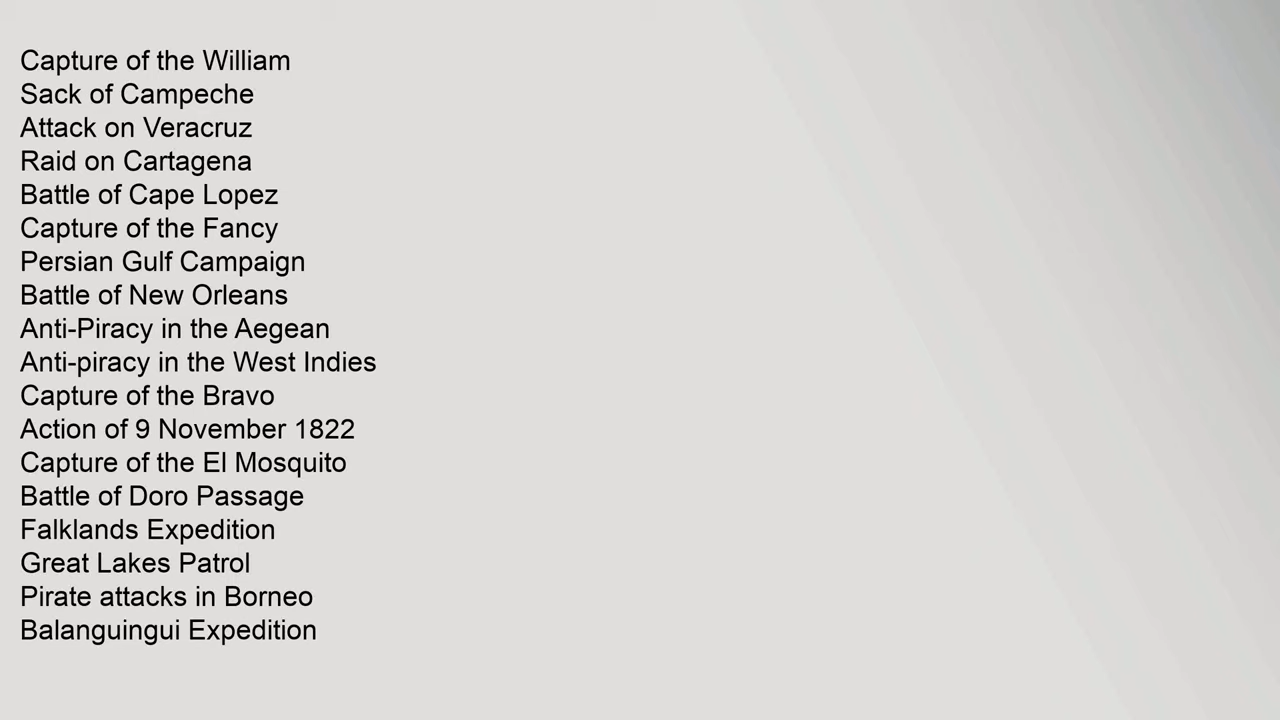 Capture of the William
Sack of Campeche
Attack on Veracruz
Raid on Cartagena
Battle of Cape Lopez
Capture of the Fancy
Persian Gulf Campaign
Battle of New Orleans
Anti-Piracy in the Aegean
Anti-piracy in the West Indies
Capture of the Bravo
Action of 9 November 1822
Capture of the El Mosquito
Battle of Doro Passage
Falklands Expedition
Great Lakes Patrol
Pirate attacks in Borneo
Balanguingui Expedition